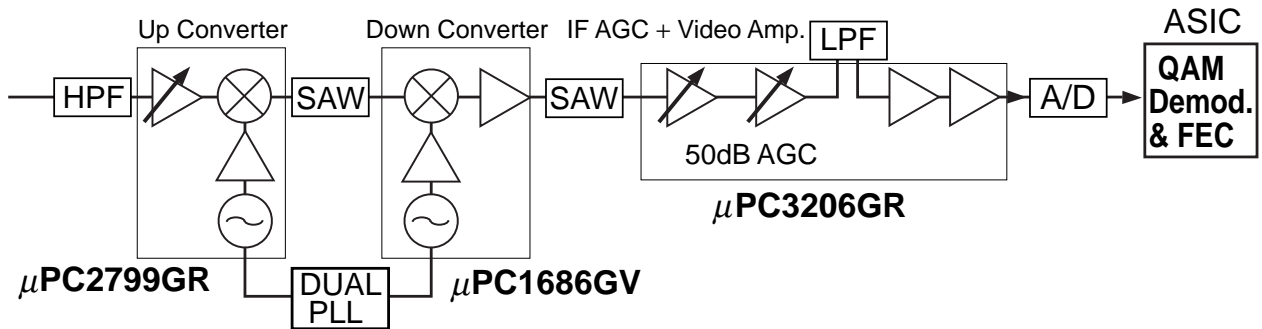 Up Converter
Down Converter
IF AGC + Video Amp.
LPF
ASIC
HPF
SAW
SAW
A/D
QAM
Demod.
& FEC
50dB AGC
μPC3206GR
μPC2799GR
DUAL
PLL
μPC1686GV